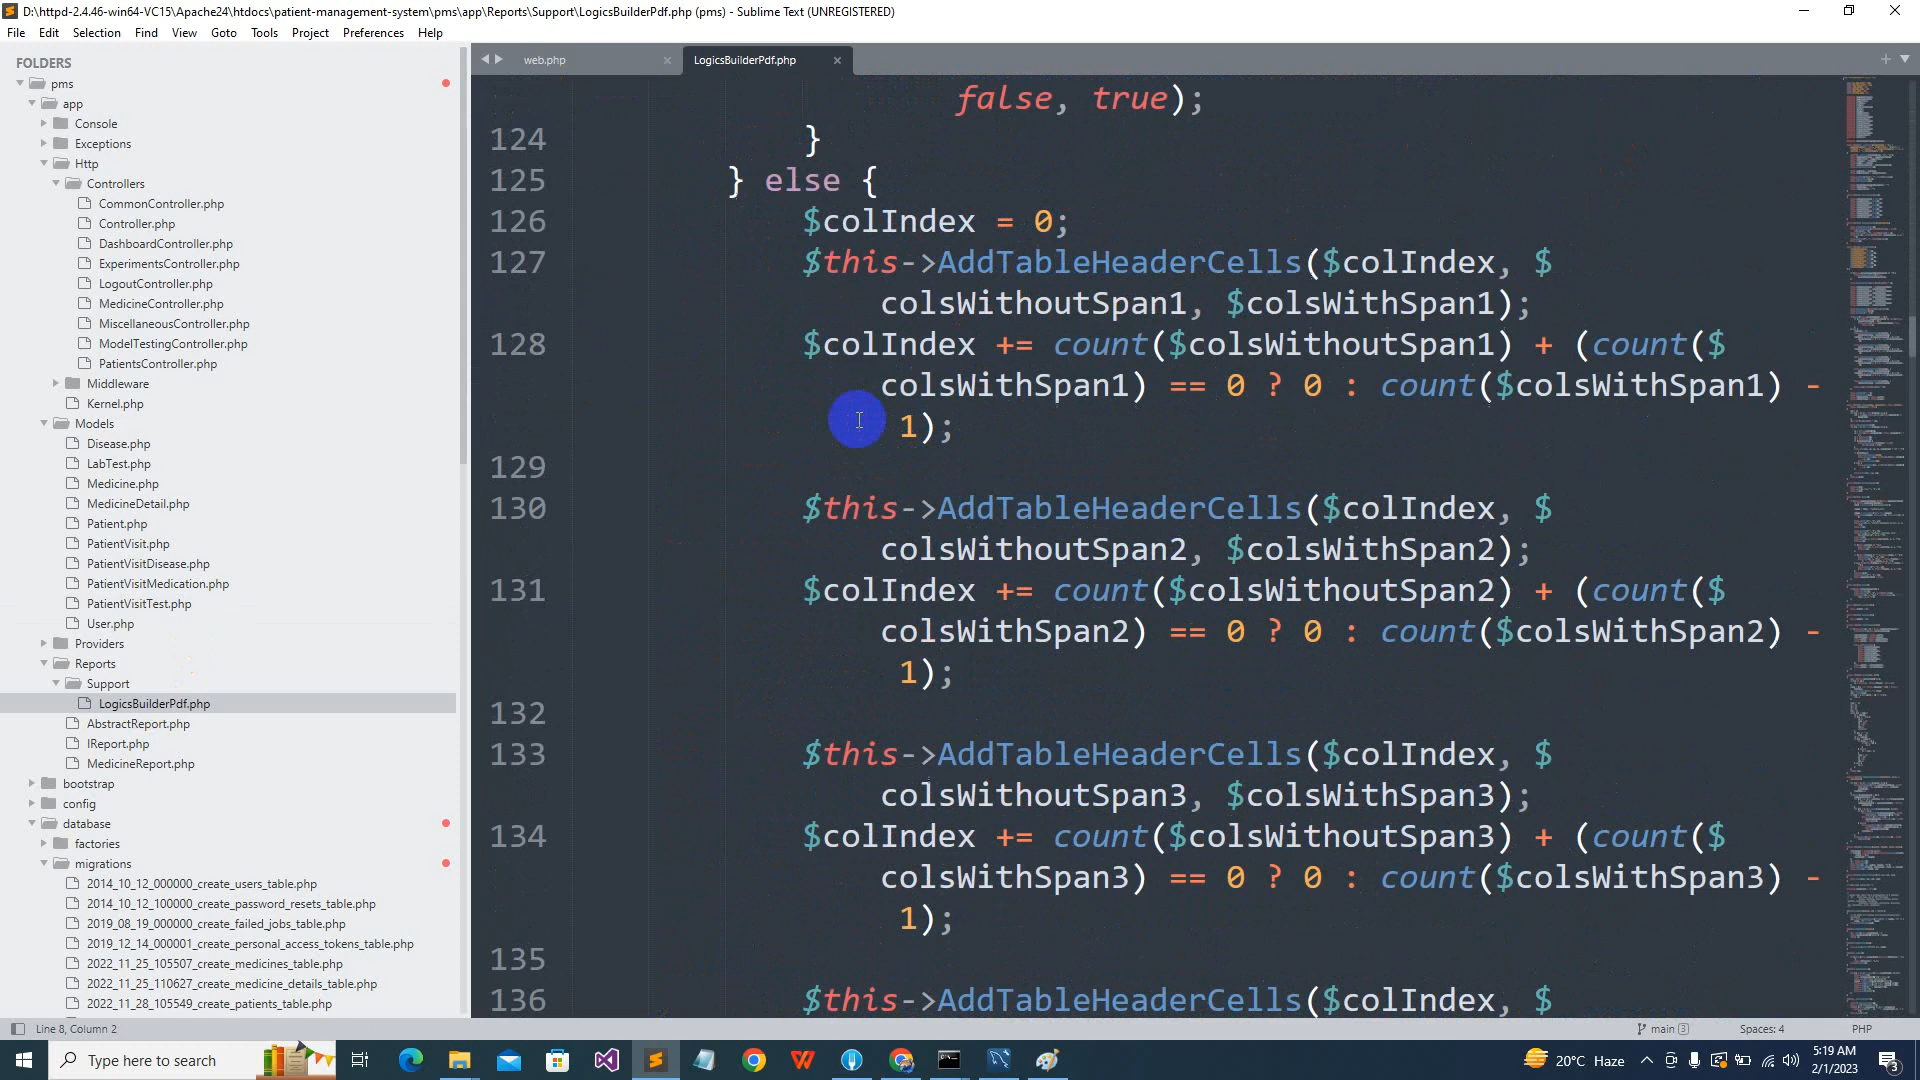 D:\httpd-2.4.46-win64-VC15\Apache24\htdocs\patient-management-system\pms\app\Reports\Support\LogicsBuilderPdf.php (pms) - Sublime Text (UNREGISTERED)
File Edit Selection Find View Goto Tools Project Preferences Help
FOLDERS
pms
app
Console
Exceptions
Http
Controllers
CommonController.php
Controller.php
DashboardController.php
ExperimentsController.php
LogoutController.php
MedicineController.php
MiscellaneousController.php
ModelTestingController.php
PatientsController.php
Middleware
Kernel.php
Models
Disease.php
LabTest.php
Medicine.php
MedicineDetail.php
Patient.php
PatientVisit.php
PatientVisitDisease.php
PatientVisitMedication.php
PatientVisitTest.php
User.php
Providers
Reports
Support
LogicsBuilderPdf.php
AbstractReport.php
IReport.php
MedicineReport.php
bootstrap
config
database
factories
migrations
2014_10_12_000000_create_users_table.php
2014_10_12_100000_create_password_resets_table.php
2019_08_19_000000_create_failed_jobs_table.php
2019_12_14_000001_create_personal_access_tokens_table.php
2022_11_25_105507_create_medicines_table.php
2022_11_25_110627_create_medicine_details_table.php
2022_11_28_105549_create_patients_table.php
web.php
LogicsBuilderPdf.php
false, true);
124 }
125 } else {
126 $colIndex = 0;
127 $this->AddTableHeaderCells($colIndex, $
colsWithoutSpan1, $colsWithSpan1);
128 $colIndex += count($colsWithoutSpan1) + (count($
colsWithSpan1) == 0 ? 0 : count($colsWithSpan1) -
1);
129
130 $this->AddTableHeaderCells($colIndex, $
colsWithoutSpan2, $colsWithSpan2);
131 $colIndex += count($colsWithoutSpan2) + (count($
colsWithSpan2) == 0 ? 0 : count($colsWithSpan2) -
1);
132
133 $this->AddTableHeaderCells($colIndex, $
colsWithoutSpan3, $colsWithSpan3);
134 $colIndex += count($colsWithoutSpan3) + (count($
colsWithSpan3) == 0 ? 0 : count($colsWithSpan3) -
1);
135
136 $this->AddTableHeaderCells($colIndex, $
Line 8, Column 2
main 3
Spaces: 4
PHP
Type here to search
20°C Haze
5:19 AM
2/1/2023
3